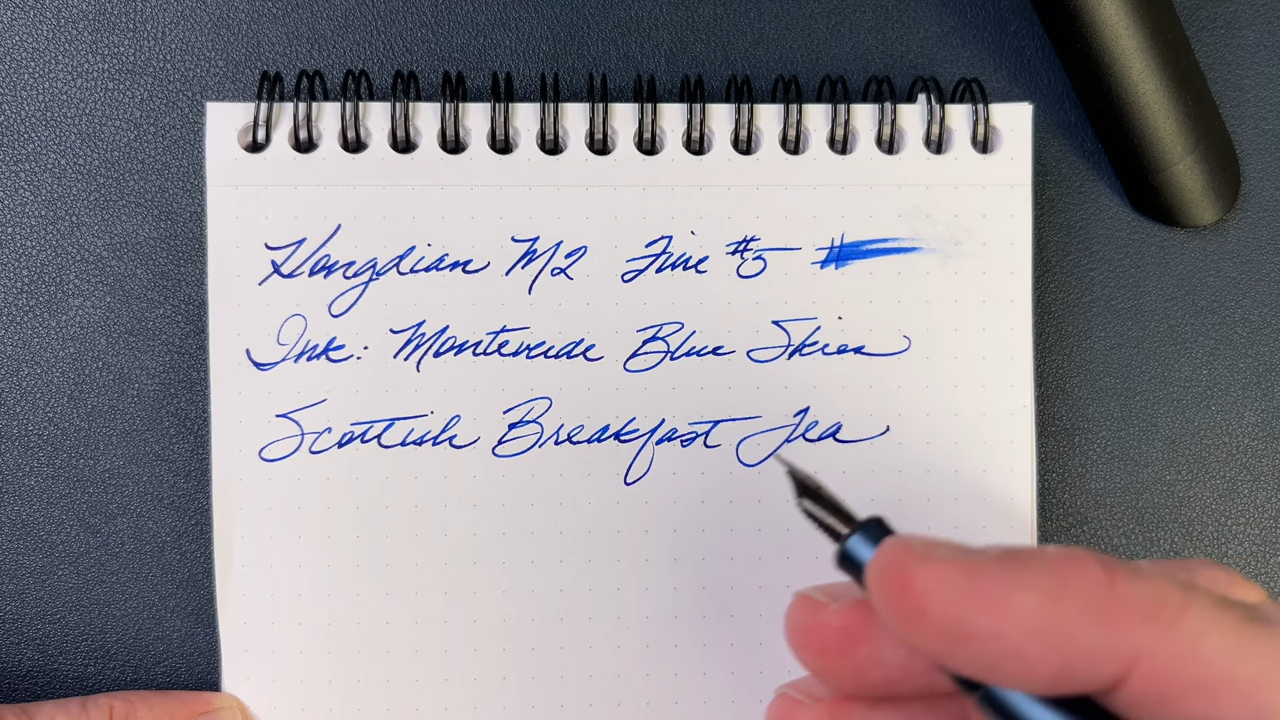 Hongdian M2 Fine #5 #
Ink: Monteverde Blue Skies
Scottish Breakfast Tea